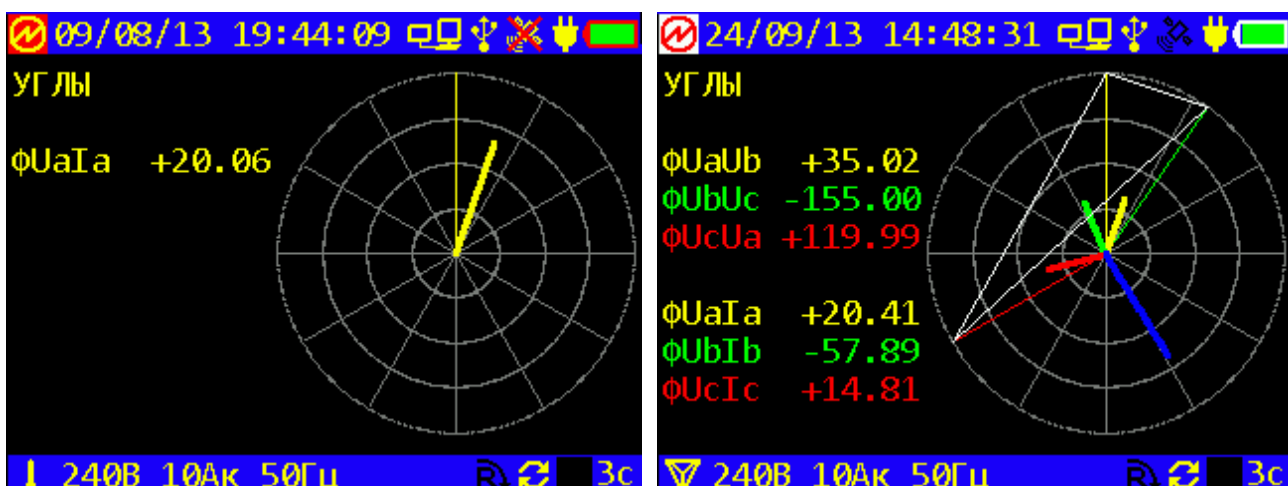 09/08/13 19:44:09
УГЛЫ
φUaIa +20.06
240В 10Ак 50Гц R 3с
24/09/13 14:48:31
УГЛЫ
φUaUb +35.02
φUbUc -155.00
φUcUa +119.99
φUaIa +20.41
φUbIb -57.89
φUcIc +14.81
240В 10Ак 50Гц R 3с